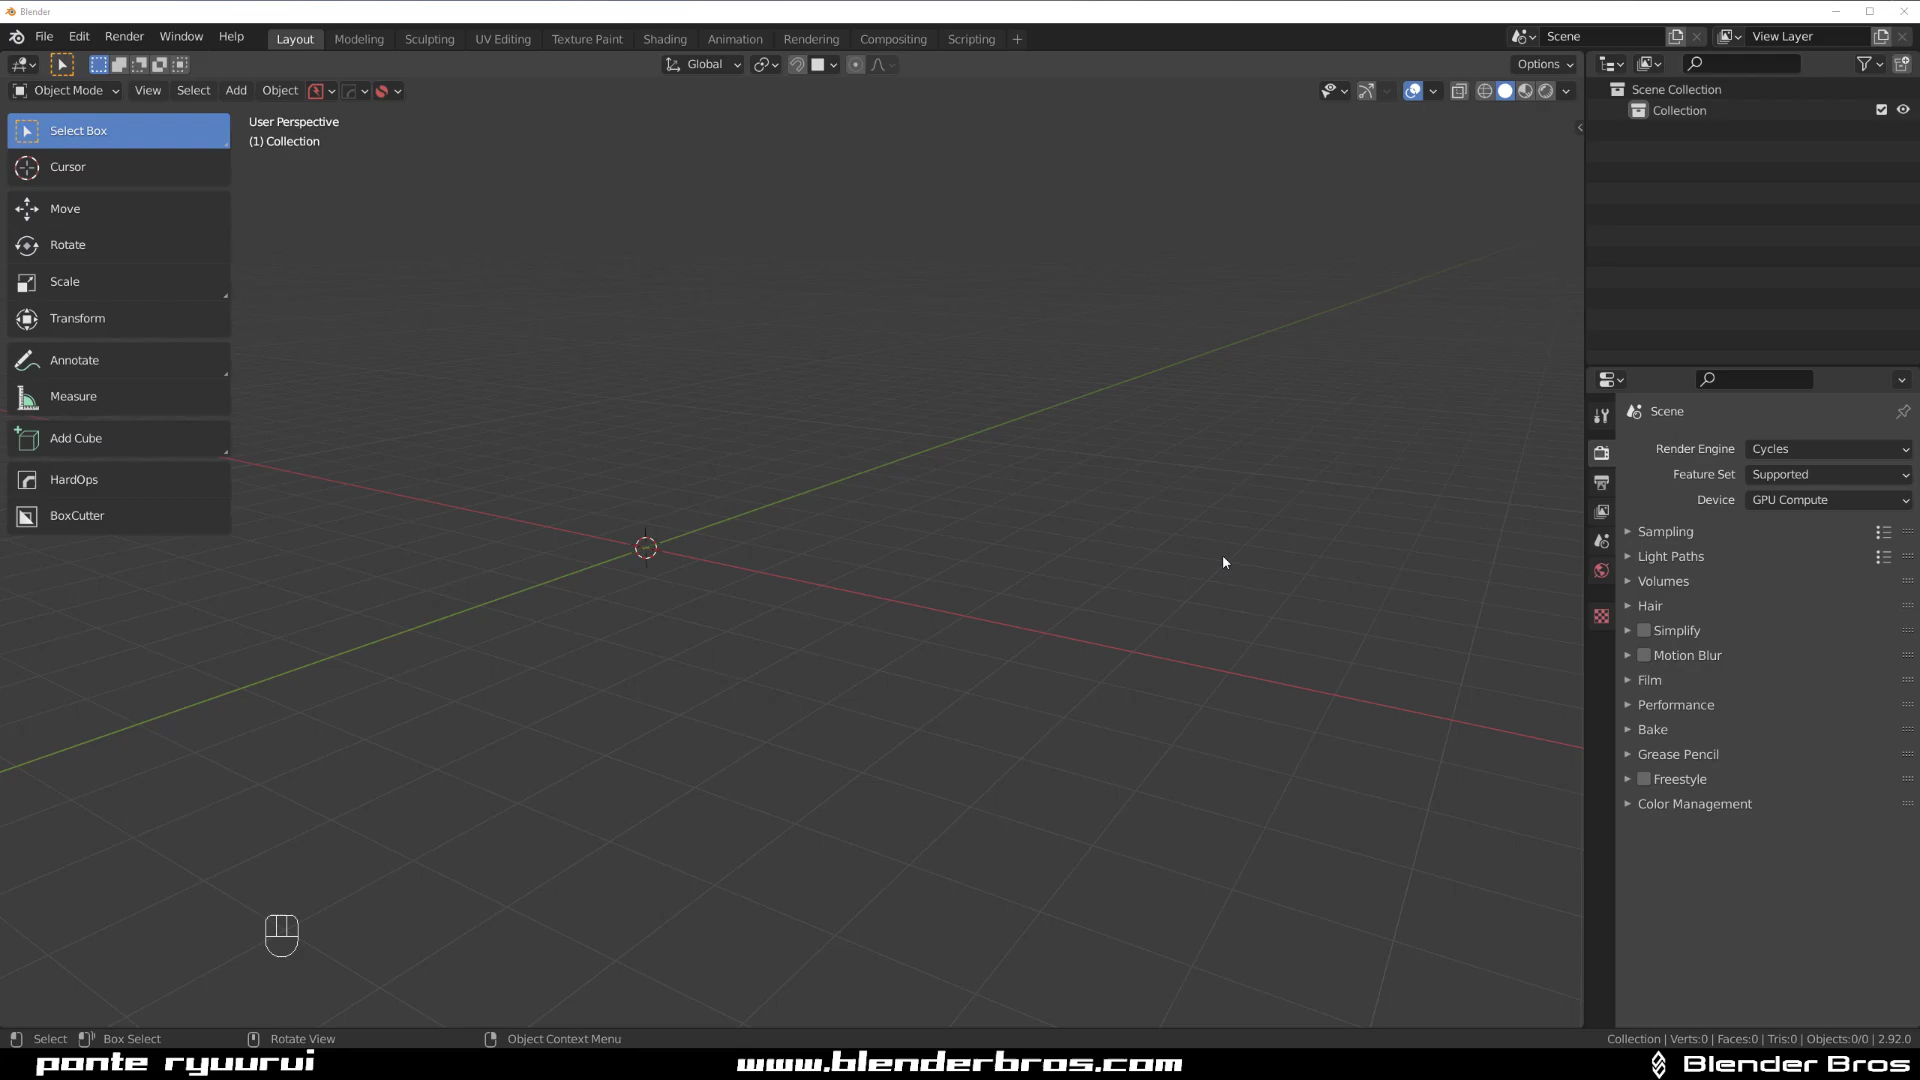 Blender
File Edit Render Window Help Layout Modeling Sculpting UV Editing Texture Paint Shading Animation Rendering Compositing Scripting + Scene View Layer
Global Options
Object Mode View Select Add Object
User Perspective
(1) Collection
Select Box
Cursor
Move
Rotate
Scale
Transform
Annotate
Measure
Add Cube
HardOps
BoxCutter
Scene Collection
Collection
Scene
Render Engine Cycles
Feature Set Supported
Device GPU Compute
Sampling
Light Paths
Volumes
Hair
Simplify
Motion Blur
Film
Performance
Bake
Grease Pencil
Freestyle
Color Management
Select Box Select Rotate View Object Context Menu Collection | Verts:0 | Faces:0 | Tris:0 | Objects:0/0 | 2.92.0
ponte ryuurui www.blenderbros.com Blender Bros